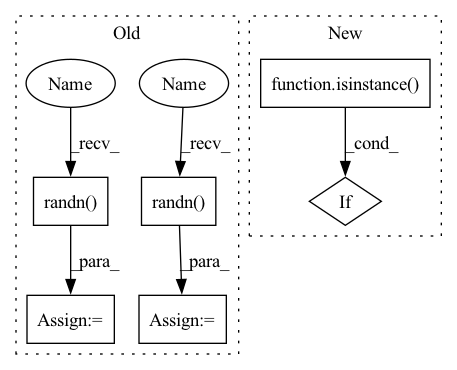 Old
New
Name
Name
function.isinstance()
_recv_
_recv_
_cond_
randn()
randn()
If
_para_
_para_
Assign:=
Assign:=